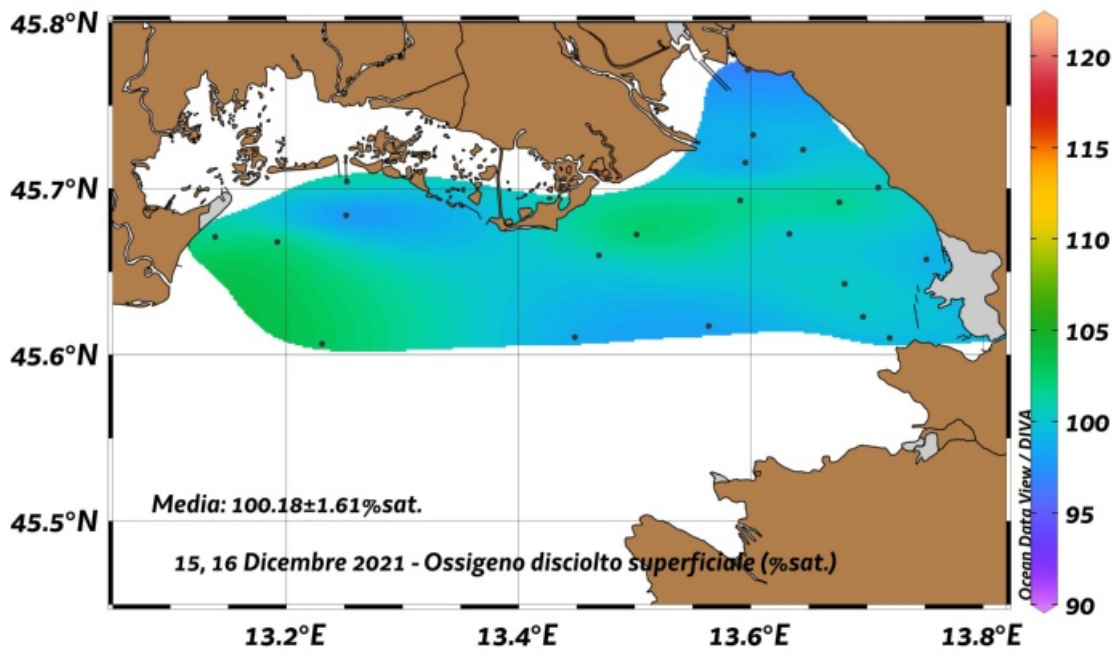 45.8°N
45.7°N
45.6°N
45.5°N
Media: 100.18±1.61%sat.
15, 16 Dicembre 2021 - Ossigeno disciolto superficiale (%sat.)
13.2°E 13.4°E 13.6°E 13.8°E
Ocean Data View / DIVA
120
115
110
105
100
95
90